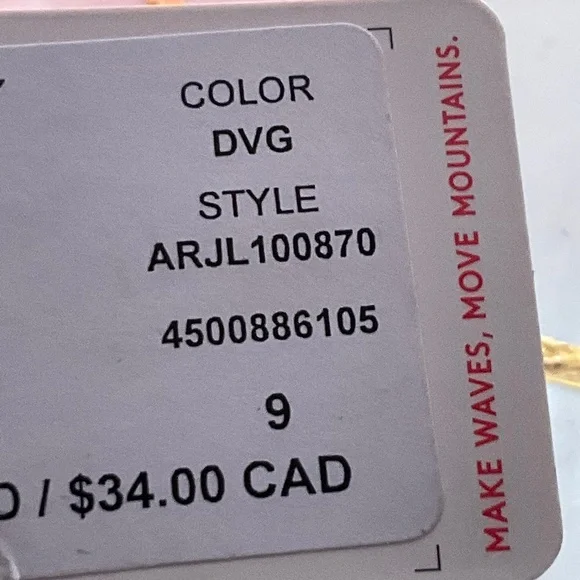 COLOR
DVG
STYLE
ARJL100870
4500886105
9
/ $34.00 CAD
MAKE WAVES, MOVE MOUNTAINS.